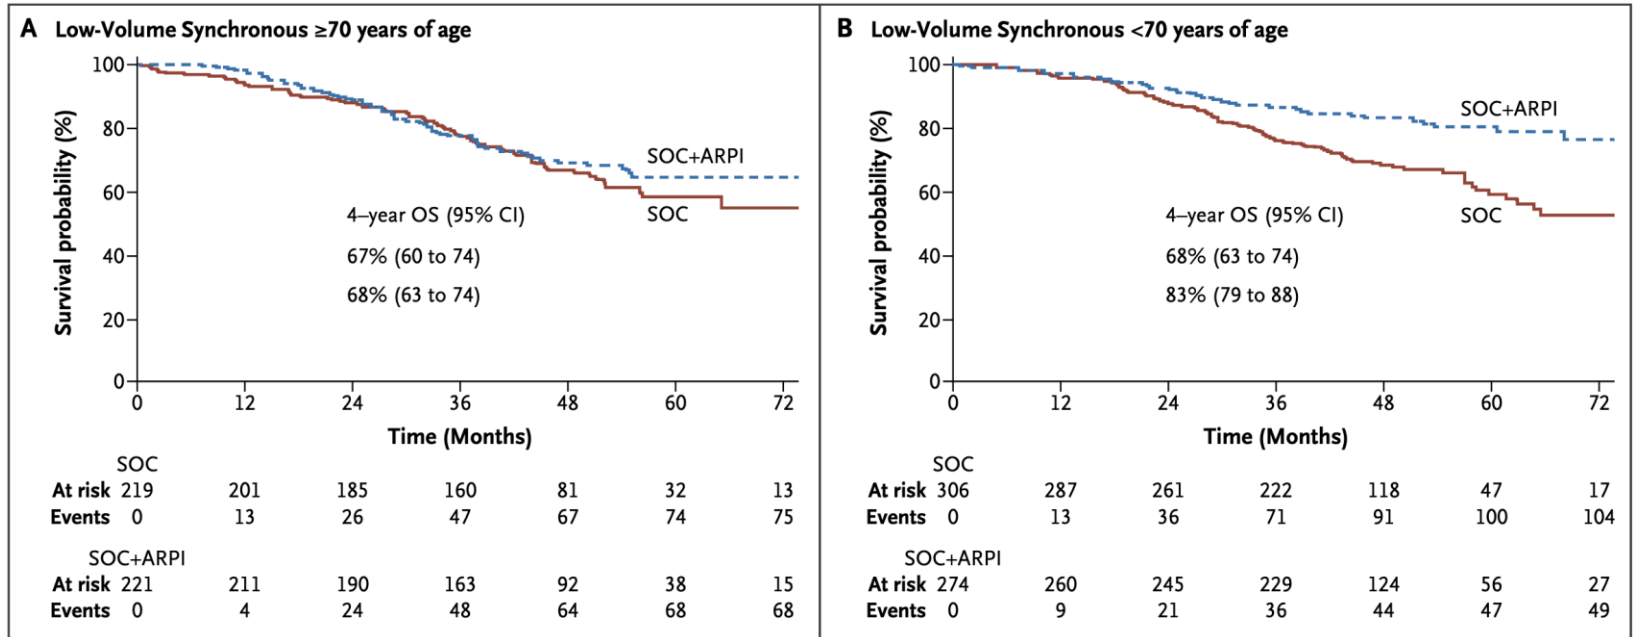 A Low-Volume Synchronous ≥70 years of age
100
80
60
40
20
0
Survival probability (%)
SOC+ARPI
SOC
4–year OS (95% CI)
67% (60 to 74)
68% (63 to 74)
0 12 24 36 48 60 72
Time (Months)
SOC
At risk 219 201 185 160 81 32 13
Events 0 13 26 47 67 74 75
SOC+ARPI
At risk 221 211 190 163 92 38 15
Events 0 4 24 48 64 68 68
B Low-Volume Synchronous <70 years of age
100
80
60
40
20
0
Survival probability (%)
SOC+ARPI
SOC
4–year OS (95% CI)
68% (63 to 74)
83% (79 to 88)
0 12 24 36 48 60 72
Time (Months)
SOC
At risk 306 287 261 222 118 47 17
Events 0 13 36 71 91 100 104
SOC+ARPI
At risk 274 260 245 229 124 56 27
Events 0 9 21 36 44 47 49